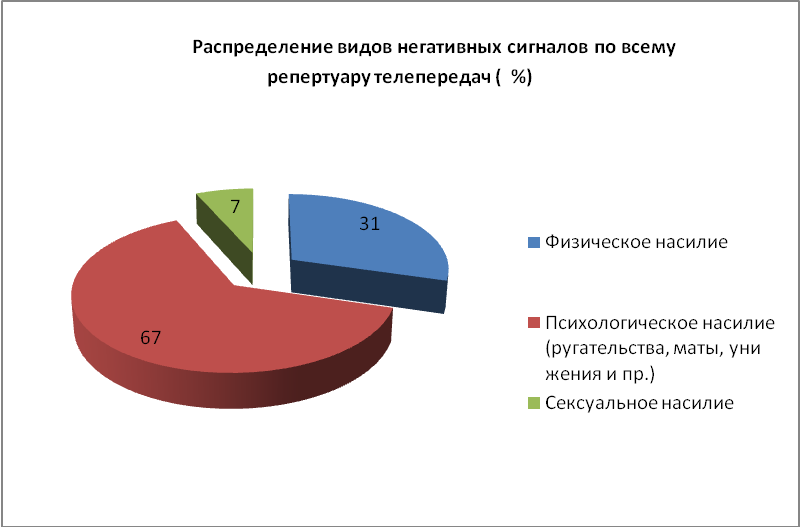 Распределение видов негативных сигналов по всему
репертуару телепередач (  %)
7
31
67
Физическое насилие
Психологическое насилие
(ругательства, маты, уни
жения и пр.)
Сексуальное насилие